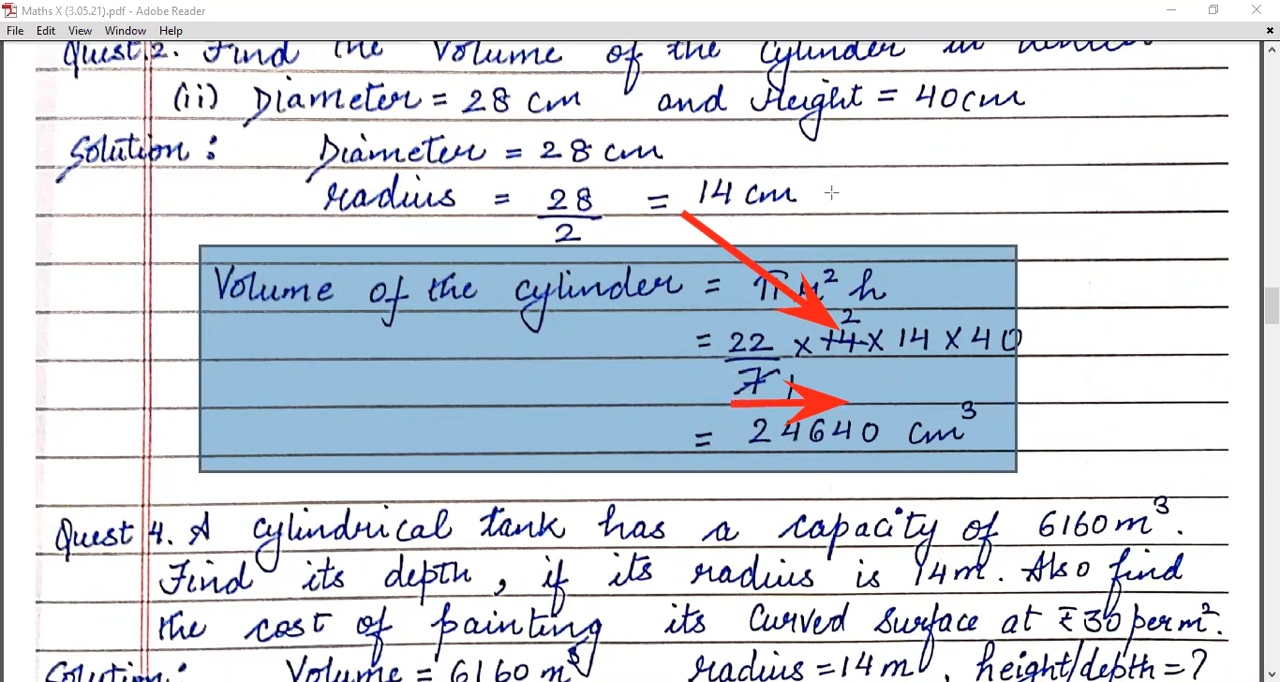 Maths X (3.05.21).pdf - Adobe Reader
File Edit View Window Help
Quest.2. Find the Volume of the Cylinder
(ii) Diameter = 28 cm and Height = 40cm
Solution : Diameter = 28 cm
radius = 28/2 = 14 cm
Volume of the cylinder = πr²h
2
= 22/7 × 14 × 14 × 40
1
= 24640 cm³
Quest 4. A cylindrical tank has a capacity of 6160m³.
Find its depth, if its radius is 14m. Also find
the cost of painting its curved surface at ₹30 per m².
Solution: Volume = 6160 m³ radius = 14m, height/depth = ?